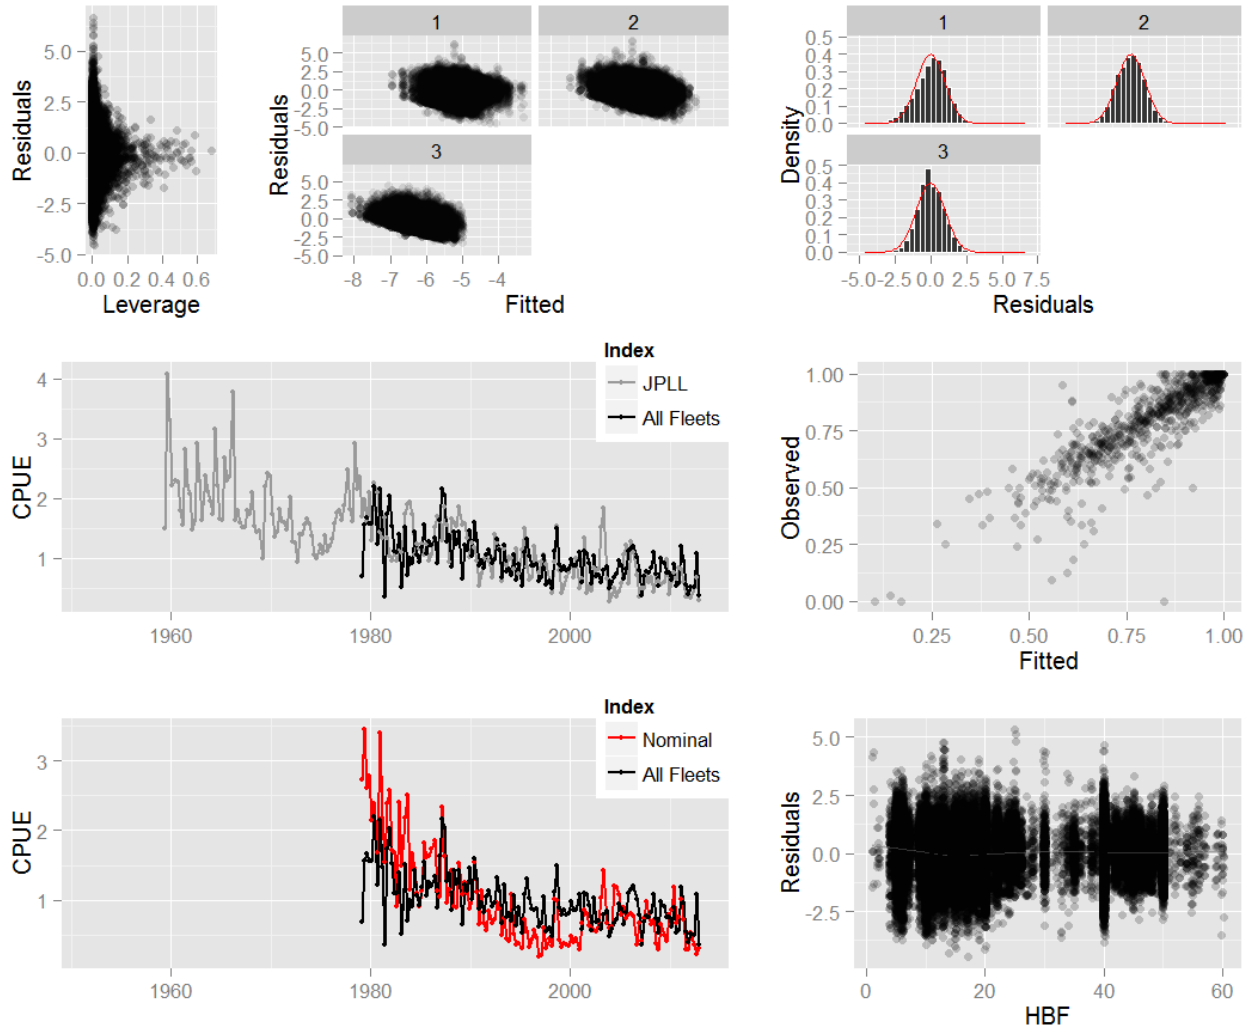 Residuals
5.0
2.5
0.0
-2.5
-5.0
0.0 0.2 0.4 0.6
Leverage
1 2
Residuals
5.0
2.5
0.0
-2.5
-5.0
3
5.0
2.5
0.0
-2.5
-5.0
-8 -7 -6 -5 -4
Fitted
1 2
Density
0.5
0.4
0.3
0.2
0.1
0.0
3
0.5
0.4
0.3
0.2
0.1
0.0
-5.0 -2.5 0.0 2.5 5.0 7.5
Residuals
CPUE
4
3
2
1
1960 1980 2000
Index
JPLL
All Fleets
Observed
1.00
0.75
0.50
0.25
0.00
0.25 0.50 0.75 1.00
Fitted
CPUE
3
2
1
1960 1980 2000
Index
Nominal
All Fleets
Residuals
5.0
2.5
0.0
-2.5
0 20 40 60
HBF